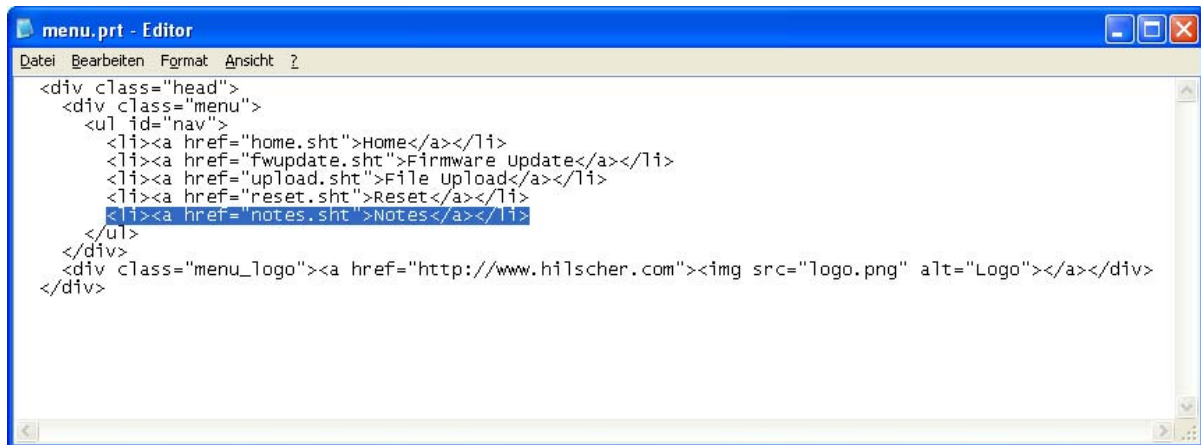 menu.prt - Editor
Datei Bearbeiten Format Ansicht ?
<div class="head">
<div class="menu">
<ul id="nav">
<li><a href="home.sht">Home</a></li>
<li><a href="fwupdate.sht">Firmware Update</a></li>
<li><a href="upload.sht">File Upload</a></li>
<li><a href="reset.sht">Reset</a></li>
<li><a href="notes.sht">Notes</a></li>
</ul>
</div>
<div class="menu_logo"><a href="http://www.hilscher.com"><img src="logo.png" alt="Logo"></a></div>
</div>